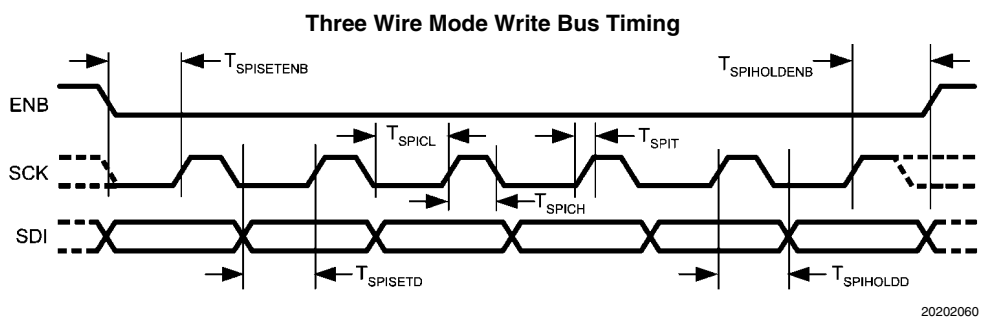 Three Wire Mode Write Bus Timing
TSPISETENB
TSPIHOLDENB
ENB
TSPICL
TSPIT
SCK
TSPICH
SDI
TSPISETD
TSPIHOLDD
20202060